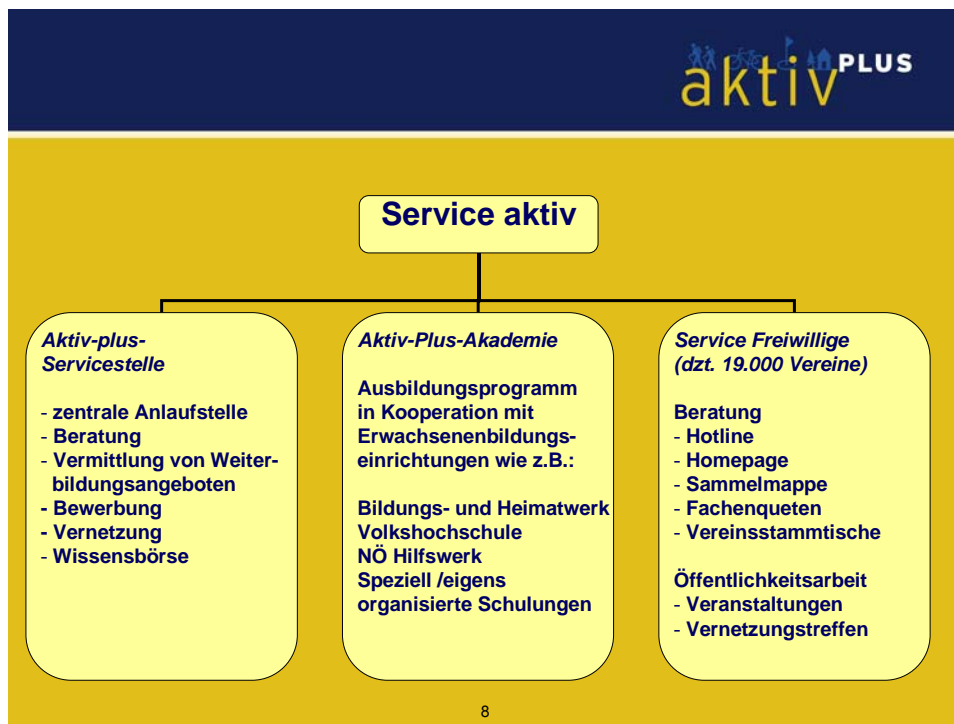 aktiv PLUS
Service aktiv
Aktiv-plus-
Servicestelle
- zentrale Anlaufstelle
- Beratung
- Vermittlung von Weiter-
bildungsangeboten
- Bewerbung
- Vernetzung
- Wissensbörse
Aktiv-Plus-Akademie
Ausbildungsprogramm
in Kooperation mit
Erwachsenenbildungs-
einrichtungen wie z.B.:
Bildungs- und Heimatwerk
Volkshochschule
NÖ Hilfswerk
Speziell /eigens
organisierte Schulungen
Service Freiwillige
(dzt. 19.000 Vereine)
Beratung
- Hotline
- Homepage
- Sammelmappe
- Fachenqueten
- Vereinsstammtische
Öffentlichkeitsarbeit
- Veranstaltungen
- Vernetzungstreffen
8